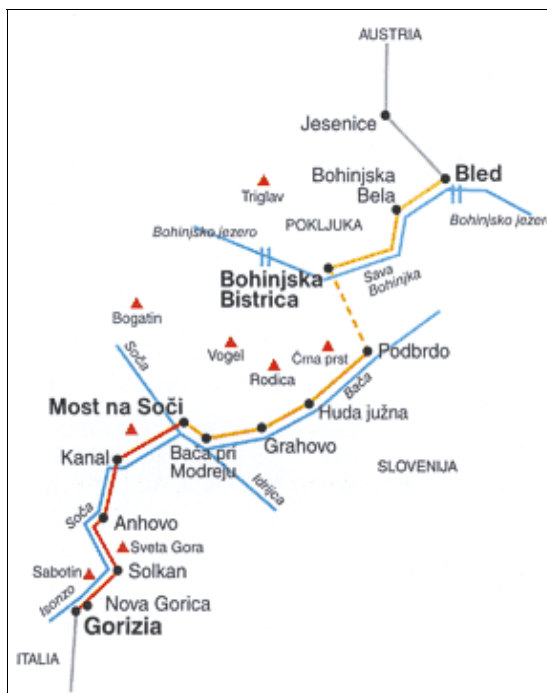 AUSTRIA
Jesenice
Bohinjska
Bela
Bled
Triglav
POKLJUKA
Bohinjsko jezero
Bohinjsko jezero
Bohinjska
Bistrica
Sava
Bohinjka
Bogatin
Soča
Vogel
Rodica
Črna prst
Podbrdo
Bača
Most na Soči
Huda južna
Grahovo
Bača pri
Modreju
Kanal
Idrijca
SLOVENIJA
Soča
Anhovo
Sveta Gora
Sabotin
Solkan
Isonzo
Nova Gorica
Gorizia
ITALIA